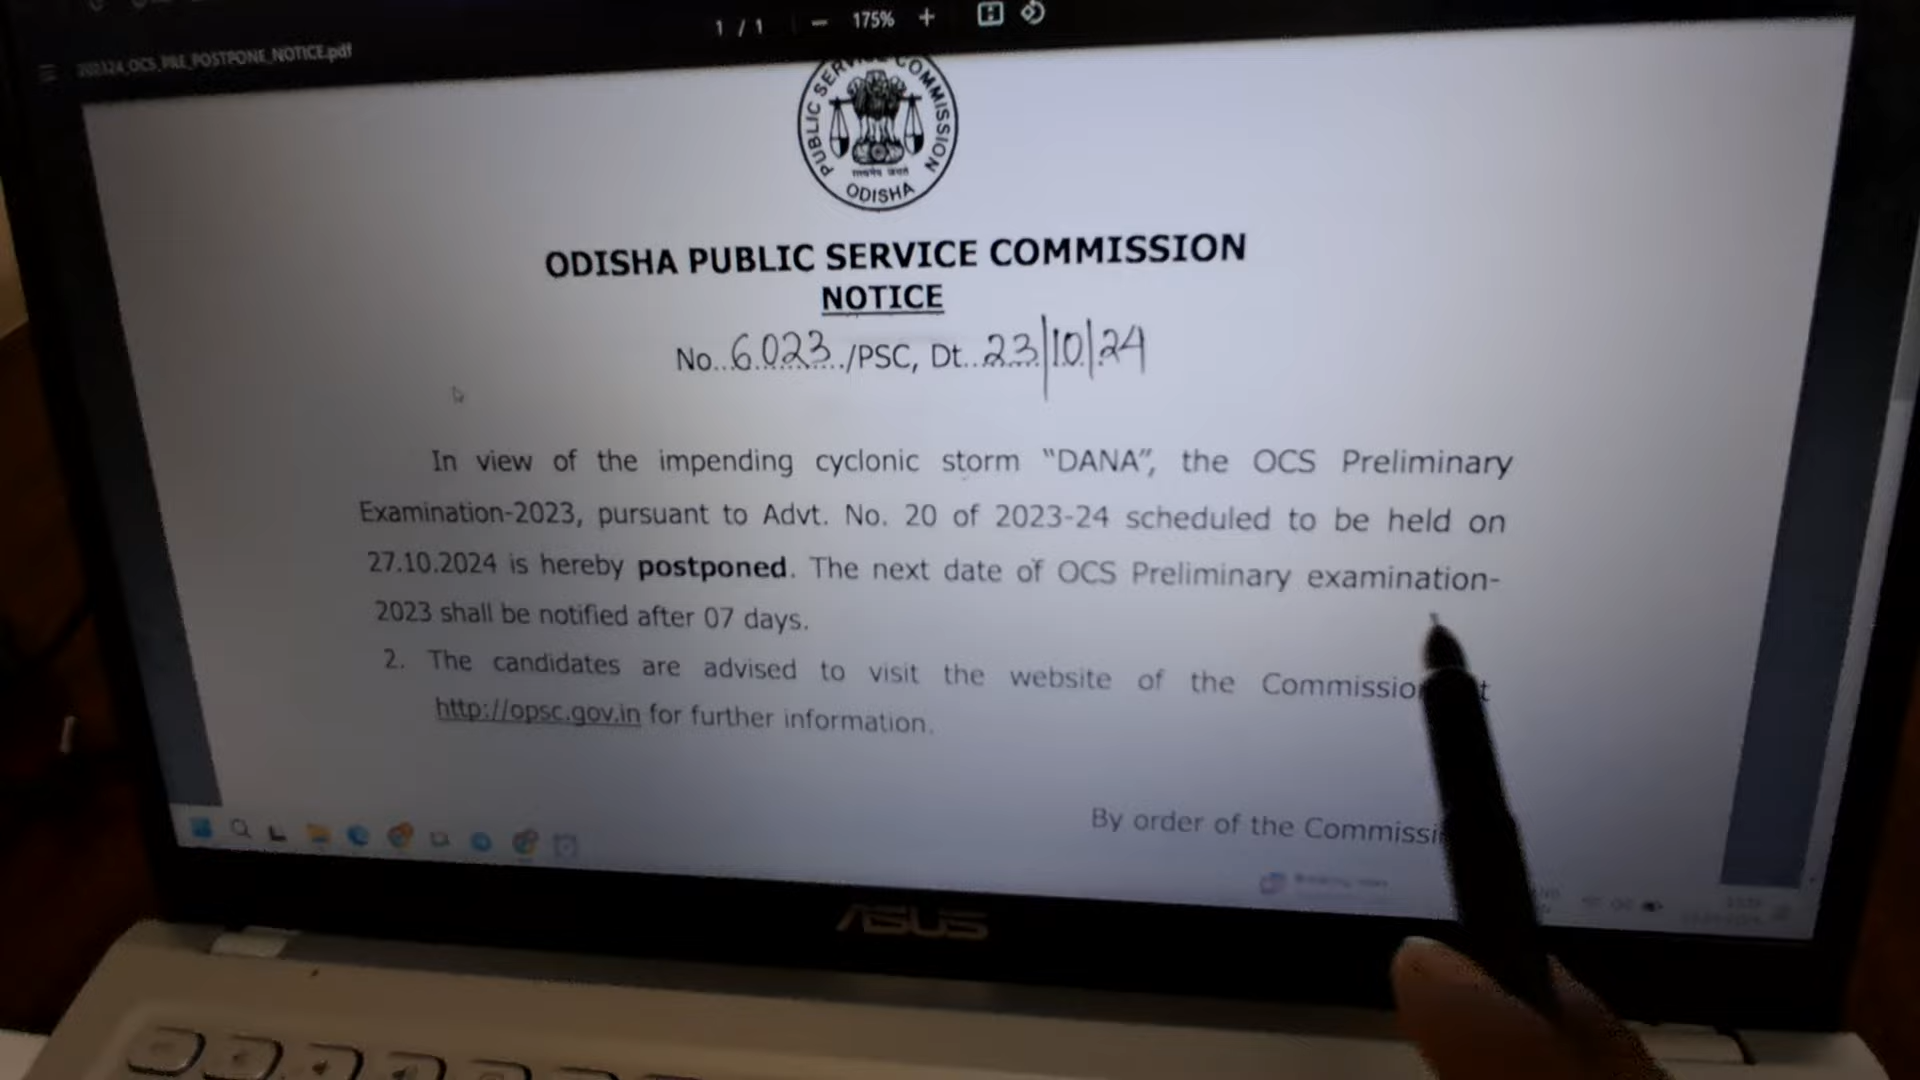 1 / 1 — 175% +
OCS_PRE_POSTPONE_NOTICE.pdf
PUBLIC SERVICE COMMISSION
ODISHA
ODISHA PUBLIC SERVICE COMMISSION
NOTICE
No...6.023../PSC, Dt..23|10|24
In view of the impending cyclonic storm “DANA”, the OCS Preliminary
Examination-2023, pursuant to Advt. No. 20 of 2023-24 scheduled to be held on
27.10.2024 is hereby postponed. The next date of OCS Preliminary examination-
2023 shall be notified after 07 days.
2. The candidates are advised to visit the website of the
http://opsc.gov.in for further information.
By order of the
ASUS